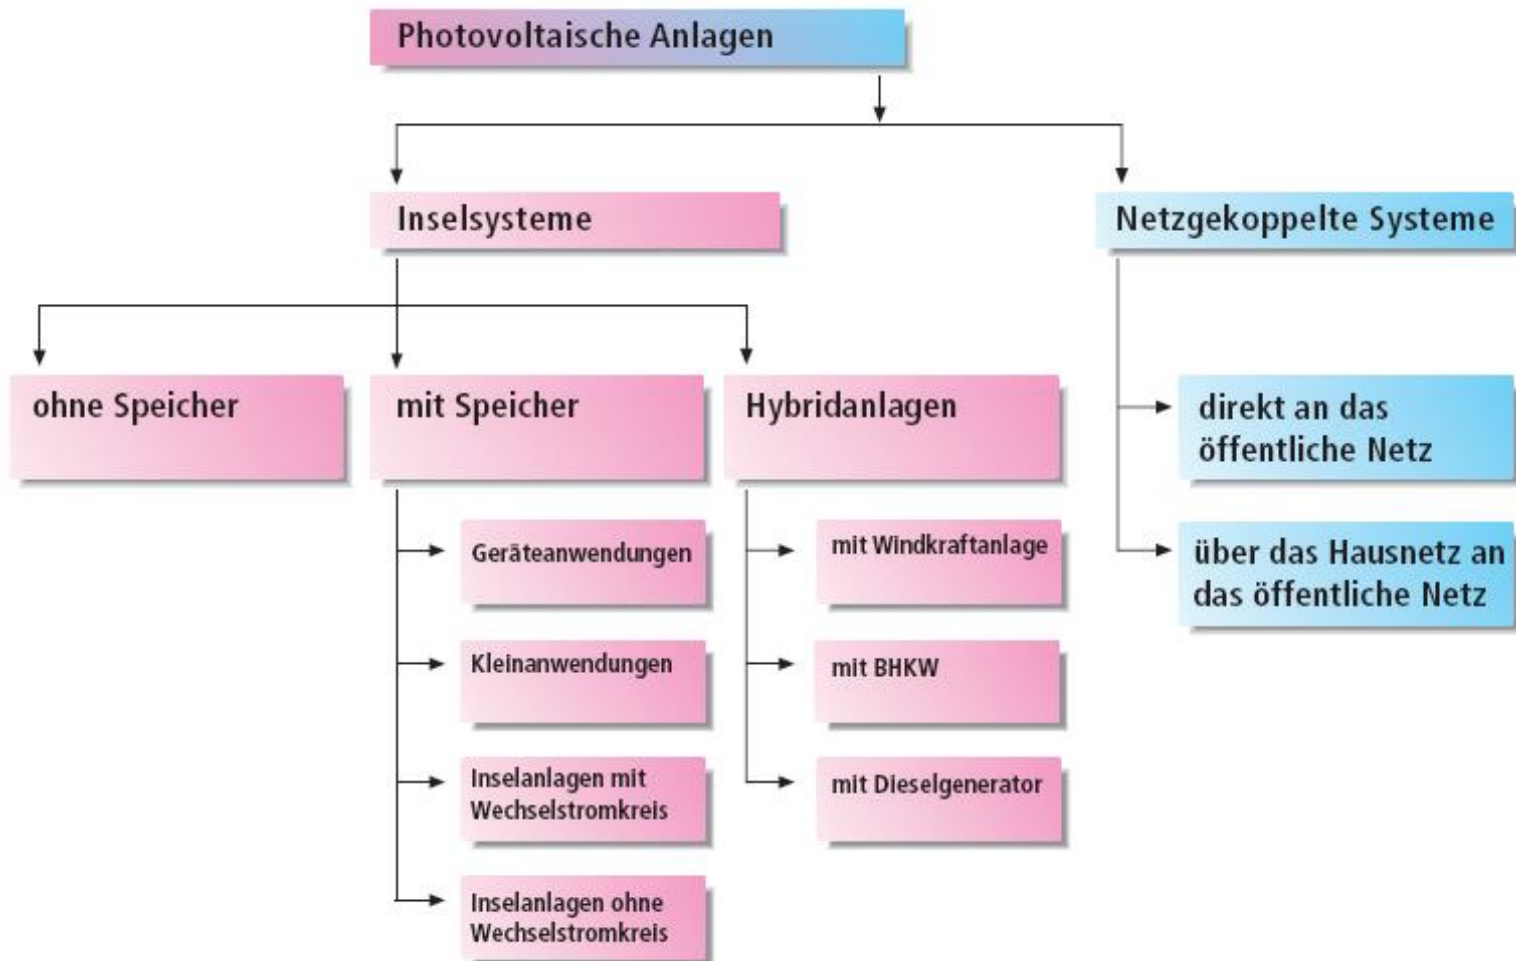 Photovoltaische Anlagen
Inselsysteme
Netzgekoppelte Systeme
ohne Speicher
mit Speicher
Hybridanlagen
direkt an das
öffentliche Netz
über das Hausnetz an
das öffentliche Netz
Geräteanwendungen
Kleinanwendungen
Inselanlagen mit
Wechselstromkreis
Inselanlagen ohne
Wechselstromkreis
mit Windkraftanlage
mit BHKW
mit Dieselgenerator